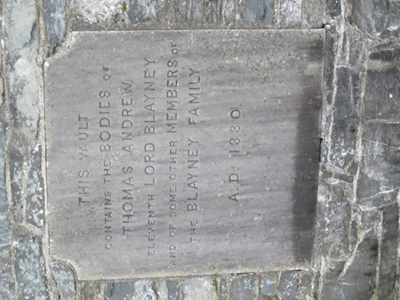 THIS VAULT
CONTAINS THE BODIES OF
THOMAS ANDREW
ELEVENTH LORD BLAYNEY
AND OF SOME OTHER MEMBERS OF
THE BLAYNEY FAMILY
A.D. 1880.